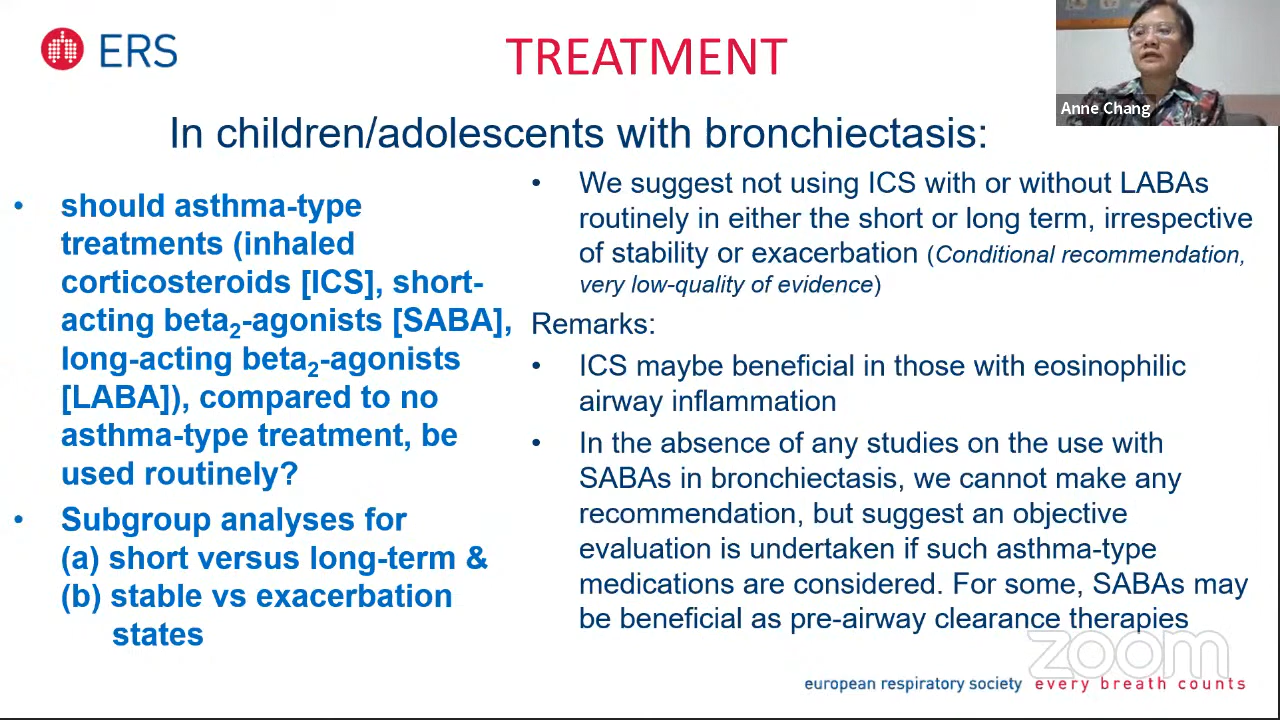 ERS
TREATMENT
Anne Chang
In children/adolescents with bronchiectasis:
• should asthma-type
treatments (inhaled
corticosteroids [ICS], short-
acting beta₂-agonists [SABA],
long-acting beta₂-agonists
[LABA]), compared to no
asthma-type treatment, be
used routinely?
• Subgroup analyses for
(a) short versus long-term &
(b) stable vs exacerbation
states
• We suggest not using ICS with or without LABAs
routinely in either the short or long term, irrespective
of stability or exacerbation (Conditional recommendation,
very low-quality of evidence)
Remarks:
• ICS maybe beneficial in those with eosinophilic
airway inflammation
• In the absence of any studies on the use with
SABAs in bronchiectasis, we cannot make any
recommendation, but suggest an objective
evaluation is undertaken if such asthma-type
medications are considered. For some, SABAs may
be beneficial as pre-airway clearance therapies
zoom
european respiratory society every breath counts